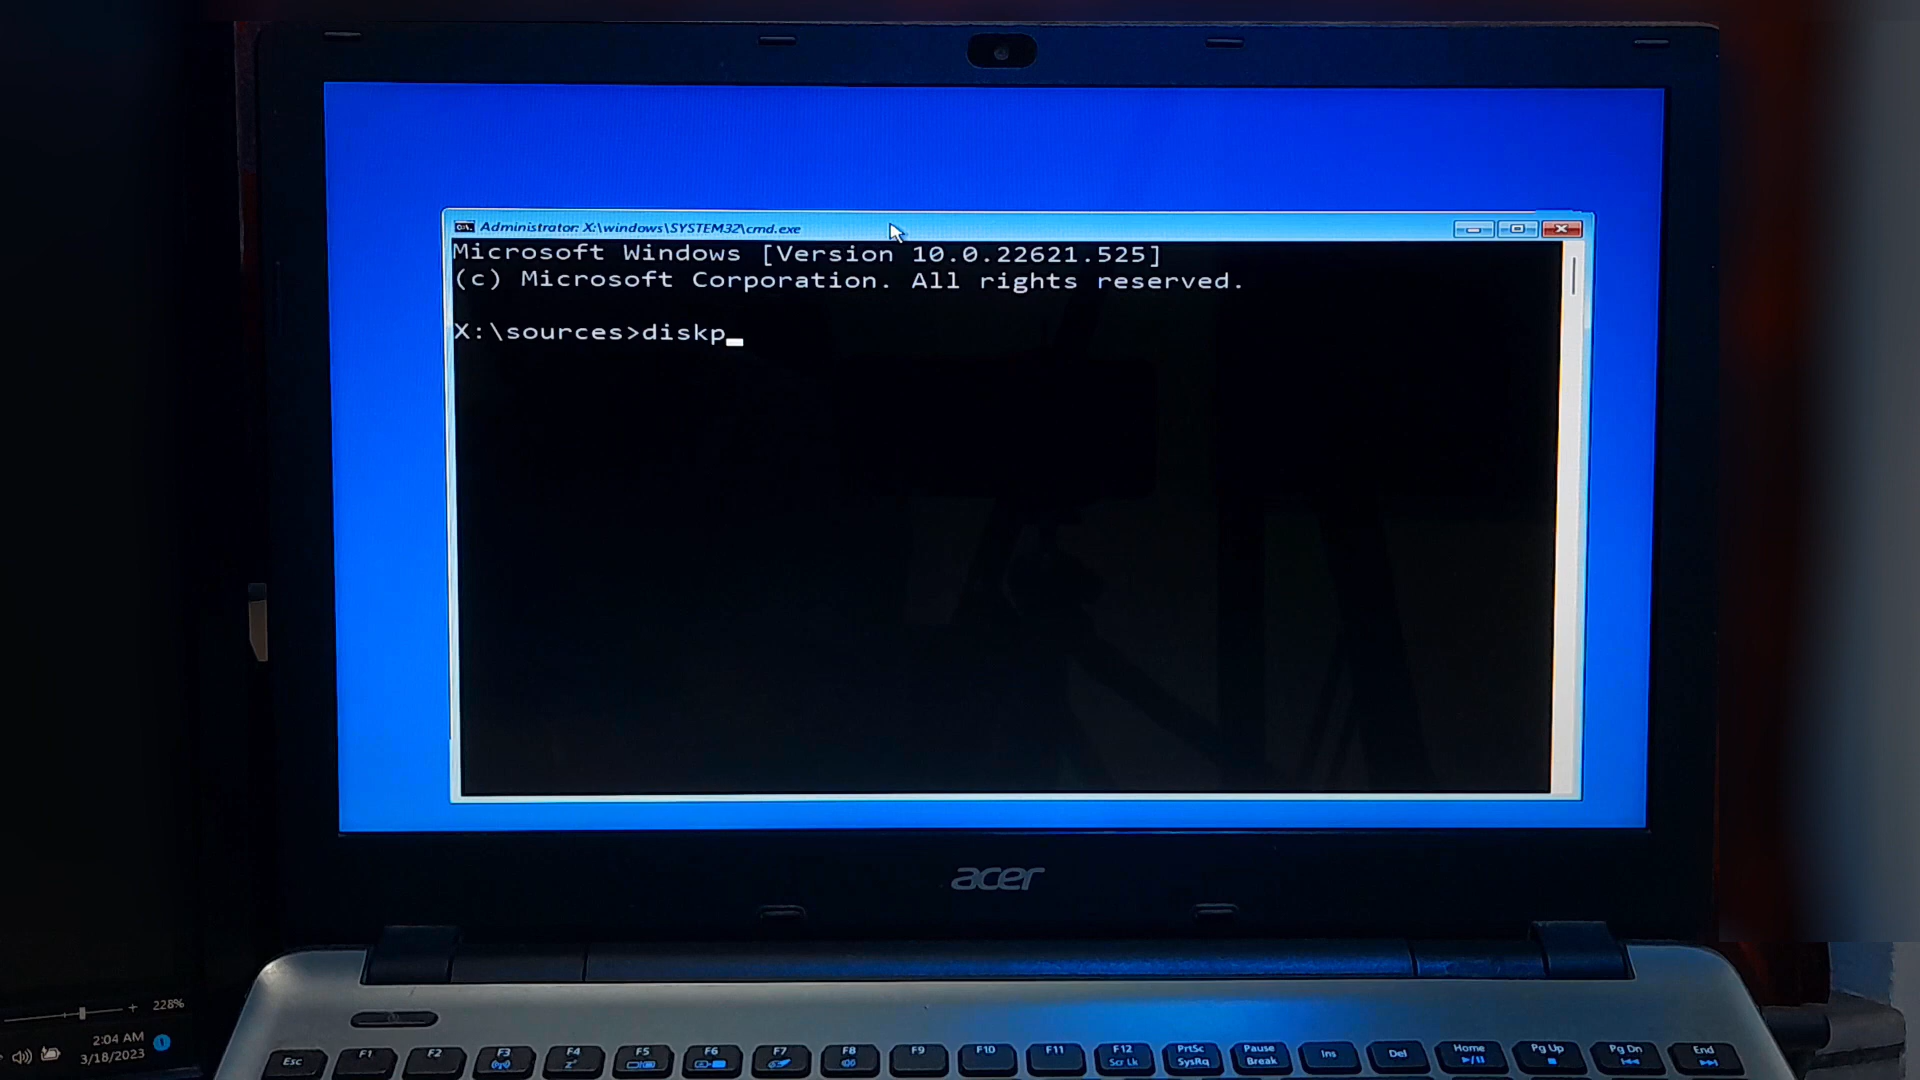 Administrator: X:\windows\SYSTEM32\cmd.exe
Microsoft Windows [Version 10.0.22621.525]
(c) Microsoft Corporation. All rights reserved.
X:\sources>diskp
acer
+ 228%
2:04 AM
3/18/2023
Esc F1 F2 F3 F4 F5 F6 F7 F8 F9 F10 F11 F12 PrtSc Pause Ins Del Home Pg Up Pg Dn End
Scr Lk SysRq Break